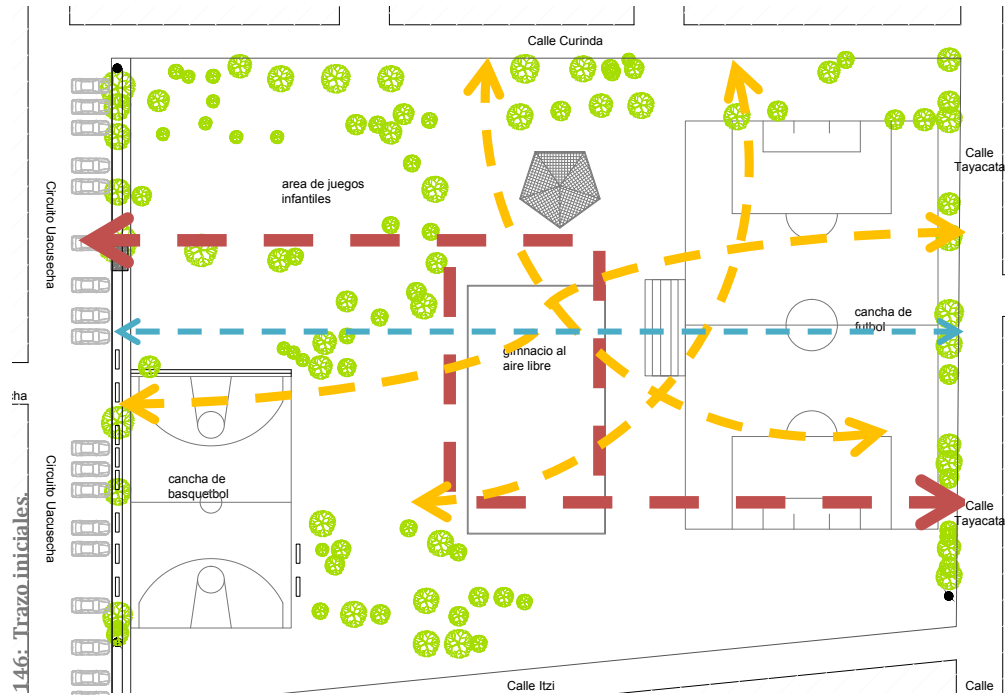 Calle Curinda
Calle
Tayacata
area de juegos
infantiles
Circuito Uacusecha
cancha de
futbol
gimnacio al
aire libre
cha
cancha de
basquetbol
Circuito Uacusecha
Calle
Tayacata
146: Trazo iniciales.
Calle Itzi
Calle